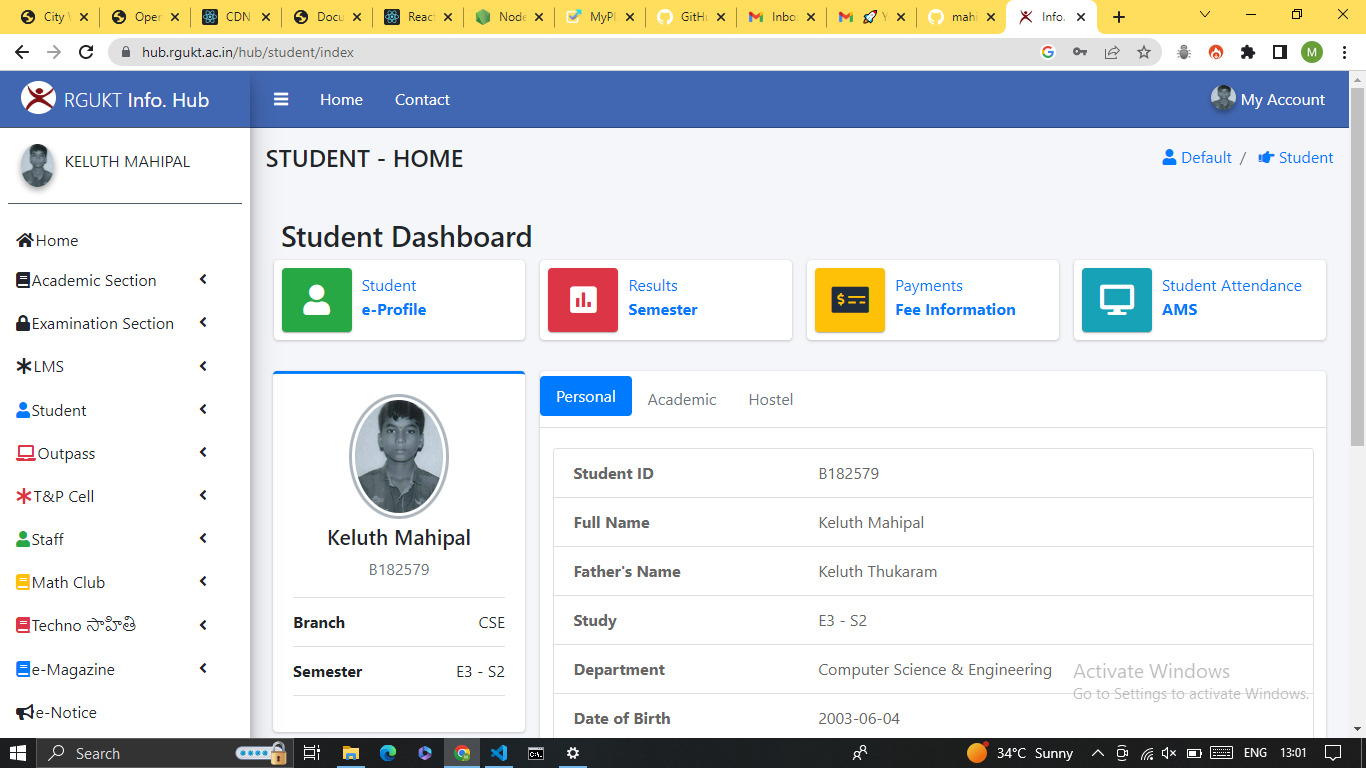 City
Oper
CDN
Docu
React
Node
MyPl
GitHu
Inbo
Y
mahi
Info.
hub.rgukt.ac.in/hub/student/index
M
RGUKT Info. Hub
Home
Contact
My Account
KELUTH MAHIPAL
STUDENT - HOME
Default / Student
Home
Academic Section
Examination Section
LMS
Student
Outpass
T&P Cell
Staff
Math Club
Techno సాహితి
e-Magazine
e-Notice
Student Dashboard
Student
e-Profile
Results
Semester
Payments
Fee Information
Student Attendance
AMS
Keluth Mahipal
B182579
Branch CSE
Semester E3 - S2
Personal Academic Hostel
Student ID B182579
Full Name Keluth Mahipal
Father's Name Keluth Thukaram
Study E3 - S2
Department Computer Science & Engineering
Date of Birth 2003-06-04
Activate Windows
Go to Settings to activate Windows.
Search
34°C Sunny
ENG
13:01